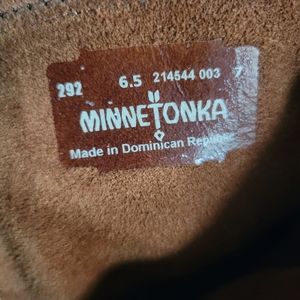 292 6.5 214544 003 7
MINNETONKA
Made in Dominican Republic